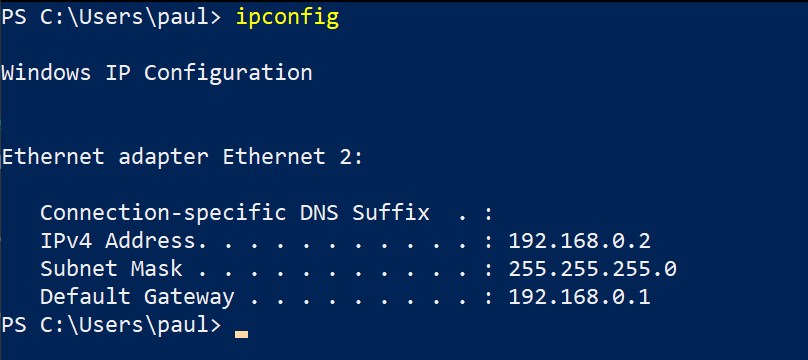 PS C:\Users\paul> ipconfig
Windows IP Configuration
Ethernet adapter Ethernet 2:
Connection-specific DNS Suffix  . :
IPv4 Address. . . . . . . . . . . : 192.168.0.2
Subnet Mask . . . . . . . . . . . : 255.255.255.0
Default Gateway . . . . . . . . . : 192.168.0.1
PS C:\Users\paul>